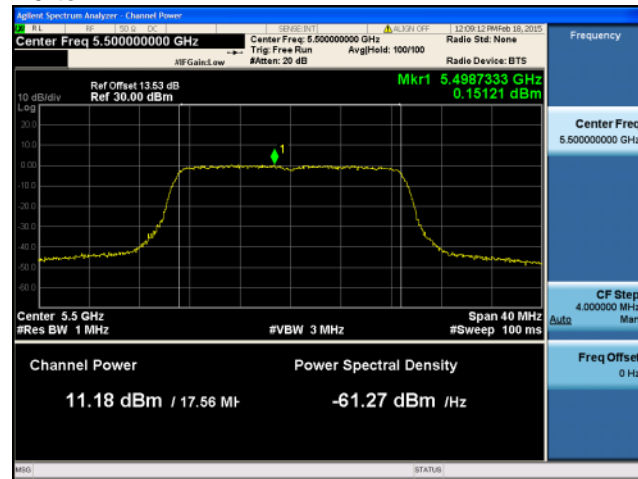 Agilent Spectrum Analyzer - Channel Power
RL RF 50 Ω DC SENSE:INT ALIGN OFF 12:09:12 PM Feb 18, 2015
Center Freq 5.500000000 GHz
Center Freq: 5.500000000 GHz
Radio Std: None
Trig: Free Run Avg|Hold: 100/100
#IFGain:Low #Atten: 20 dB Radio Device: BTS
Frequency
Ref Offset 13.53 dB
10 dB/div Ref 30.00 dBm
Mkr1 5.4987333 GHz
0.15121 dBm
Log
20.0
10.0
0.00
-10.0
-20.0
-30.0
-40.0
-50.0
-60.0
1
Center Freq
5.500000000 GHz
Center 5.5 GHz Span 40 MHz
#Res BW 1 MHz #VBW 3 MHz #Sweep 100 ms
CF Step
4.000000 MHz
Auto Man
Channel Power Power Spectral Density
11.18 dBm / 17.56 MH
-61.27 dBm /Hz
Freq Offset
0 Hz
MSG STATUS